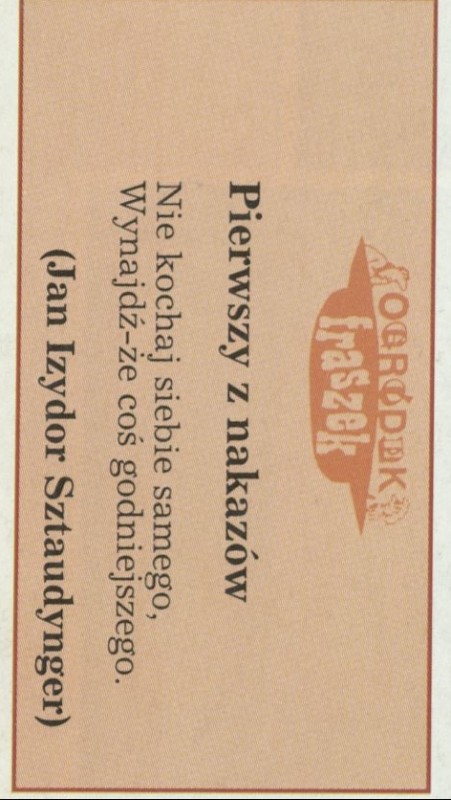 OGRÓDEK
fraszek
Pierwszy z nakazów
Nie kochaj siebie samego,
Wynajdź-że coś godniejszego.
(Jan Izydor Sztaudynger)